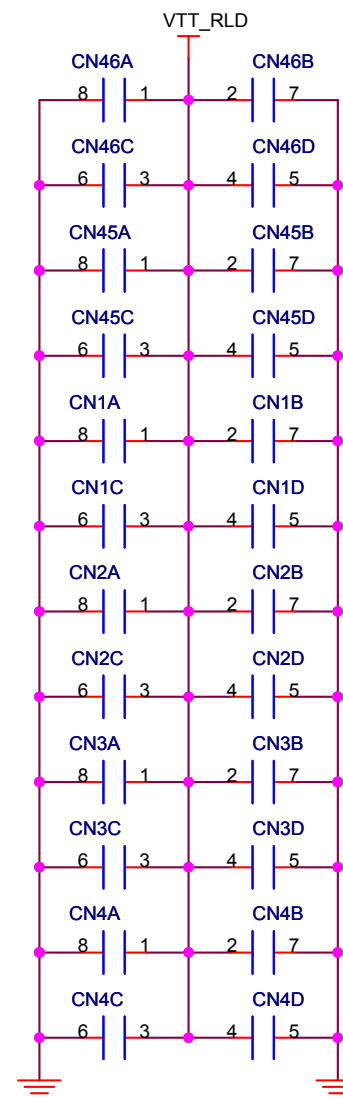 VTT_RLD
CN46A CN46B
8 1 2 7
CN46C CN46D
6 3 4 5
CN45A CN45B
8 1 2 7
CN45C CN45D
6 3 4 5
CN1A CN1B
8 1 2 7
CN1C CN1D
6 3 4 5
CN2A CN2B
8 1 2 7
CN2C CN2D
6 3 4 5
CN3A CN3B
8 1 2 7
CN3C CN3D
6 3 4 5
CN4A CN4B
8 1 2 7
CN4C CN4D
6 3 4 5